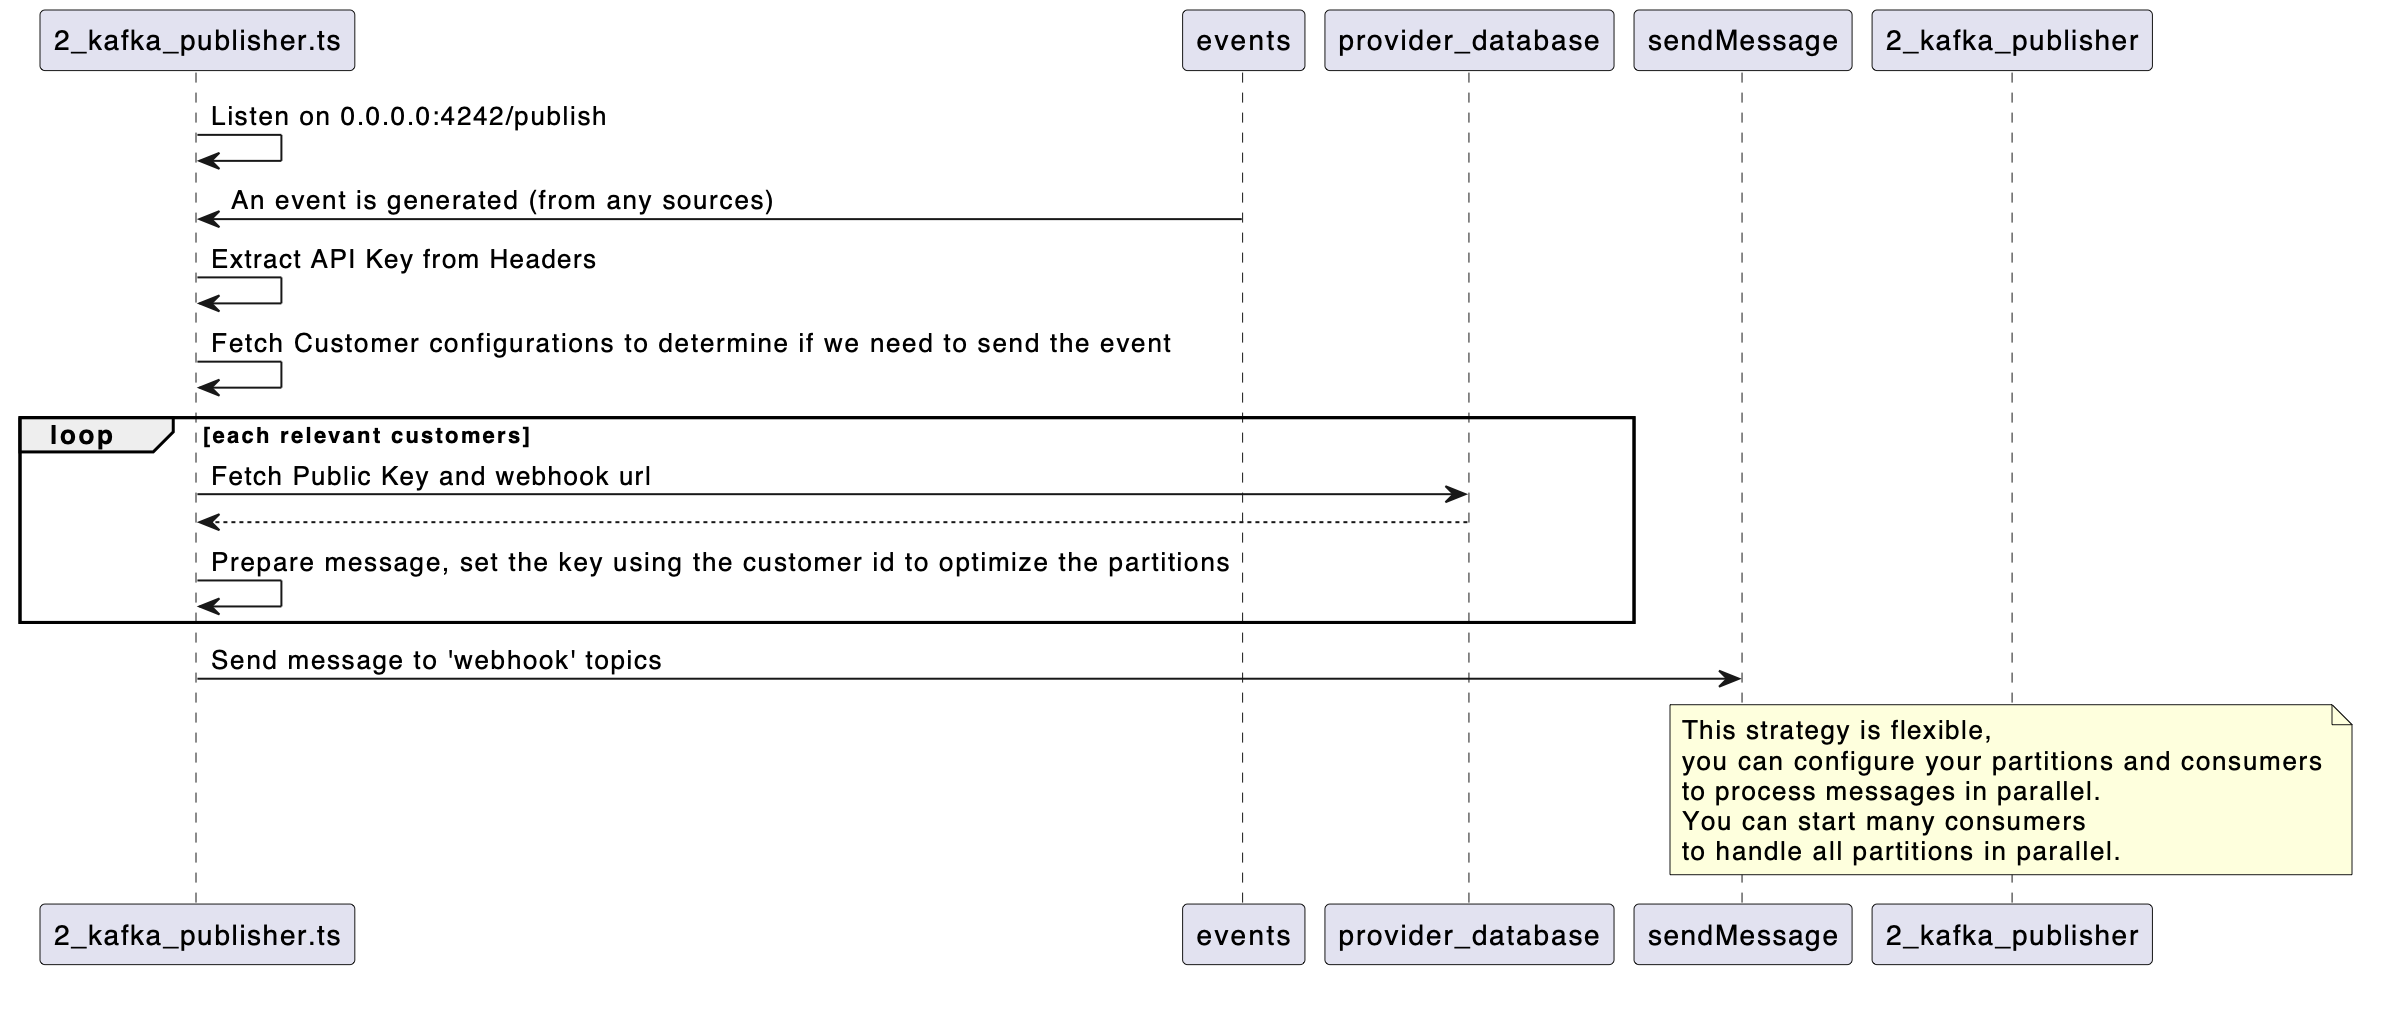 2_kafka_publisher.ts
events
provider_database
sendMessage
2_kafka_publisher
Listen on 0.0.0.0:4242/publish
An event is generated (from any sources)
Extract API Key from Headers
Fetch Customer configurations to determine if we need to send the event
loop
[each relevant customers]
Fetch Public Key and webhook url
Prepare message, set the key using the customer id to optimize the partitions
Send message to 'webhook' topics
This strategy is flexible,
you can configure your partitions and consumers
to process messages in parallel.
You can start many consumers
to handle all partitions in parallel.
2_kafka_publisher.ts
events
provider_database
sendMessage
2_kafka_publisher